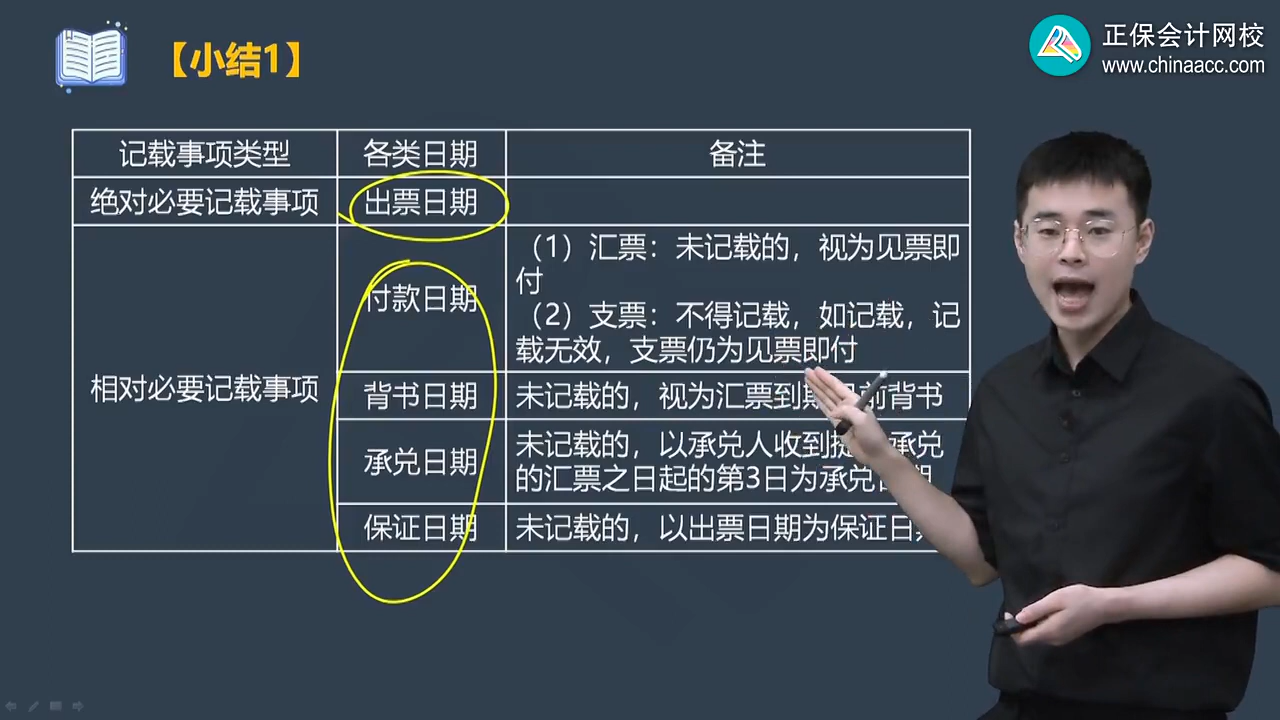 【小结1】
正保会计网校
www.chinaacc.com
记载事项类型 各类日期 备注
绝对必要记载事项 出票日期
相对必要记载事项
付款日期
（1）汇票：未记载的，视为见票即
付
（2）支票：不得记载，如记载，记
载无效，支票仍为见票即付
背书日期
未记载的，视为汇票到期 前背书
承兑日期
未记载的，以承兑人收到提 承兑
的汇票之日起的第3日为承兑 期
保证日期
未记载的，以出票日期为保证日